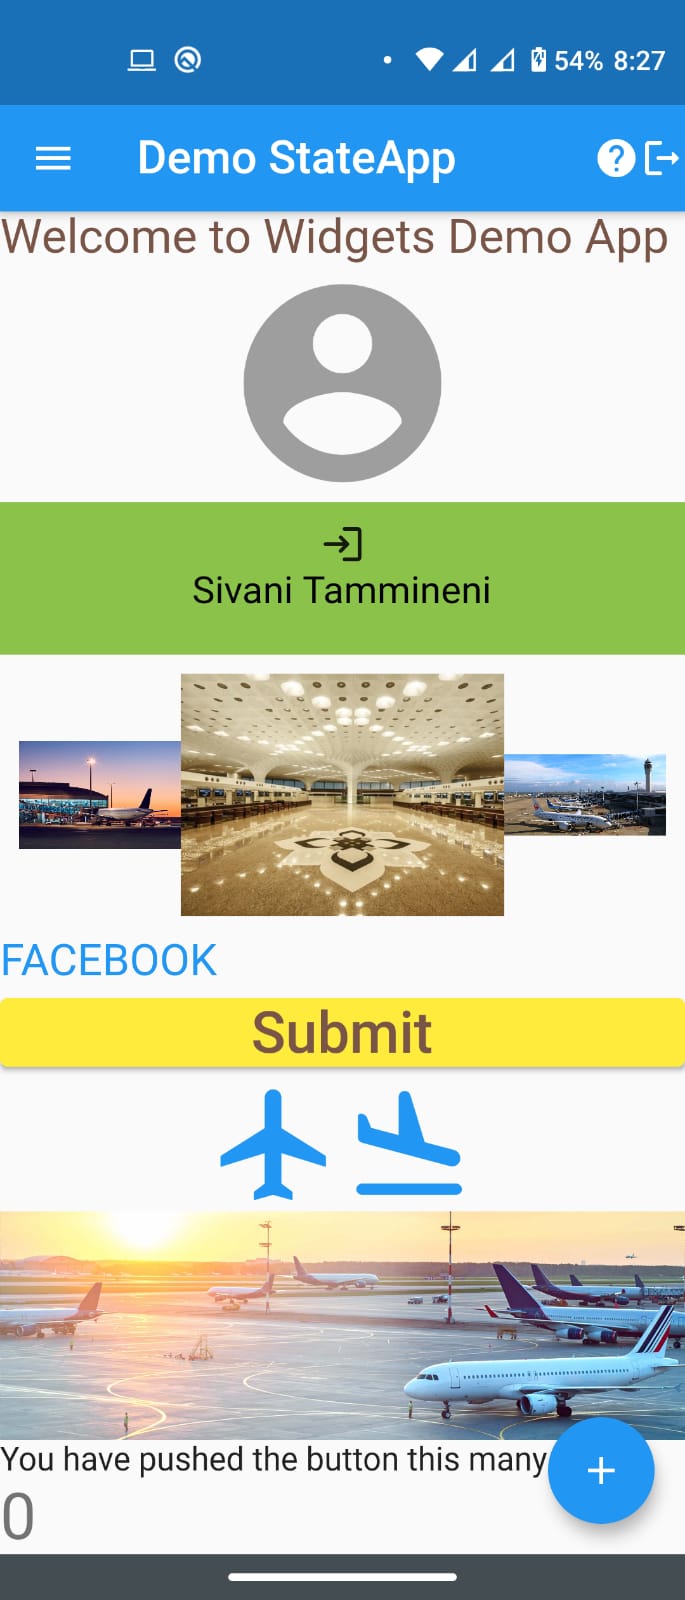 54% 8:27
Demo StateApp
Welcome to Widgets Demo App
Sivani Tammineni
FACEBOOK
Submit
You have pushed the button this many
0